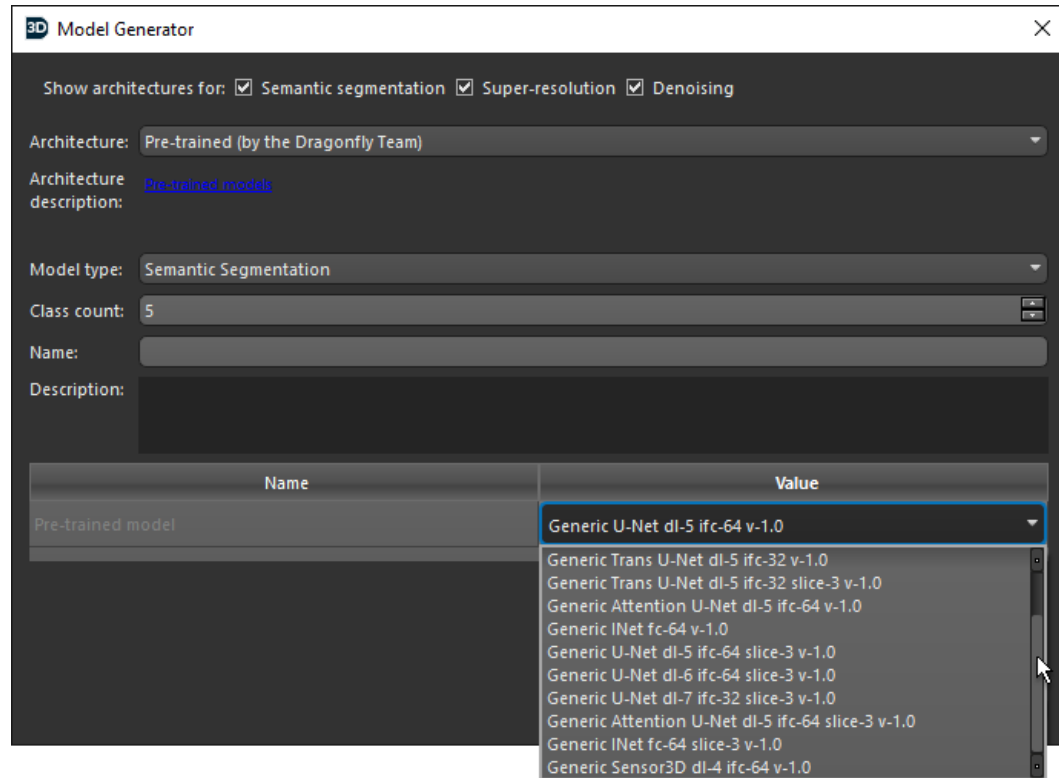 3D Model Generator
Show architectures for: Semantic segmentation Super-resolution Denoising
Architecture: Pre-trained (by the Dragonfly Team)
Architecture description: Pre-trained models
Model type: Semantic Segmentation
Class count: 5
Name:
Description:
Name Value
Pre-trained model Generic U-Net dl-5 ifc-64 v-1.0
Generic Trans U-Net dl-5 ifc-32 v-1.0
Generic Trans U-Net dl-5 ifc-32 slice-3 v-1.0
Generic Attention U-Net dl-5 ifc-64 v-1.0
Generic INet fc-64 v-1.0
Generic U-Net dl-5 ifc-64 slice-3 v-1.0
Generic U-Net dl-6 ifc-64 slice-3 v-1.0
Generic U-Net dl-7 ifc-32 slice-3 v-1.0
Generic Attention U-Net dl-5 ifc-64 slice-3 v-1.0
Generic INet fc-64 slice-3 v-1.0
Generic Sensor3D dl-4 ifc-64 v-1.0